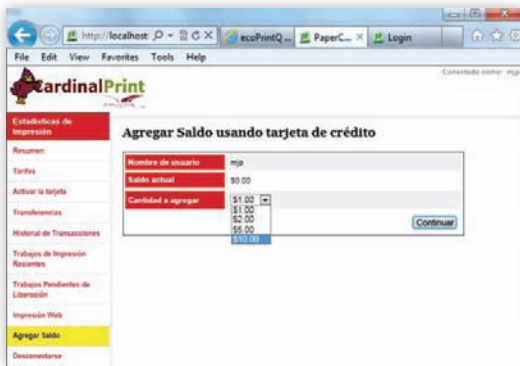 http://localhost
ecoPrintQ ...
PaperC...
Login
File Edit View Favorites Tools Help
CardinalPrint
Conectado como: mjp
Estadísticas de
Impresión
Resumen
Tarifas
Activar la tarjeta
Transferencias
Historial de Transacciones
Trabajos de Impresión
Recientes
Trabajos Pendientes de
Liberación
Impresión Web
Agregar Saldo
Desconectarse
Agregar Saldo usando tarjeta de crédito
Nombre de usuario mjp
Saldo actual $0.00
Cantidad a agregar $1.00
$1.00
$2.00
$5.00
$10.00
Continuar